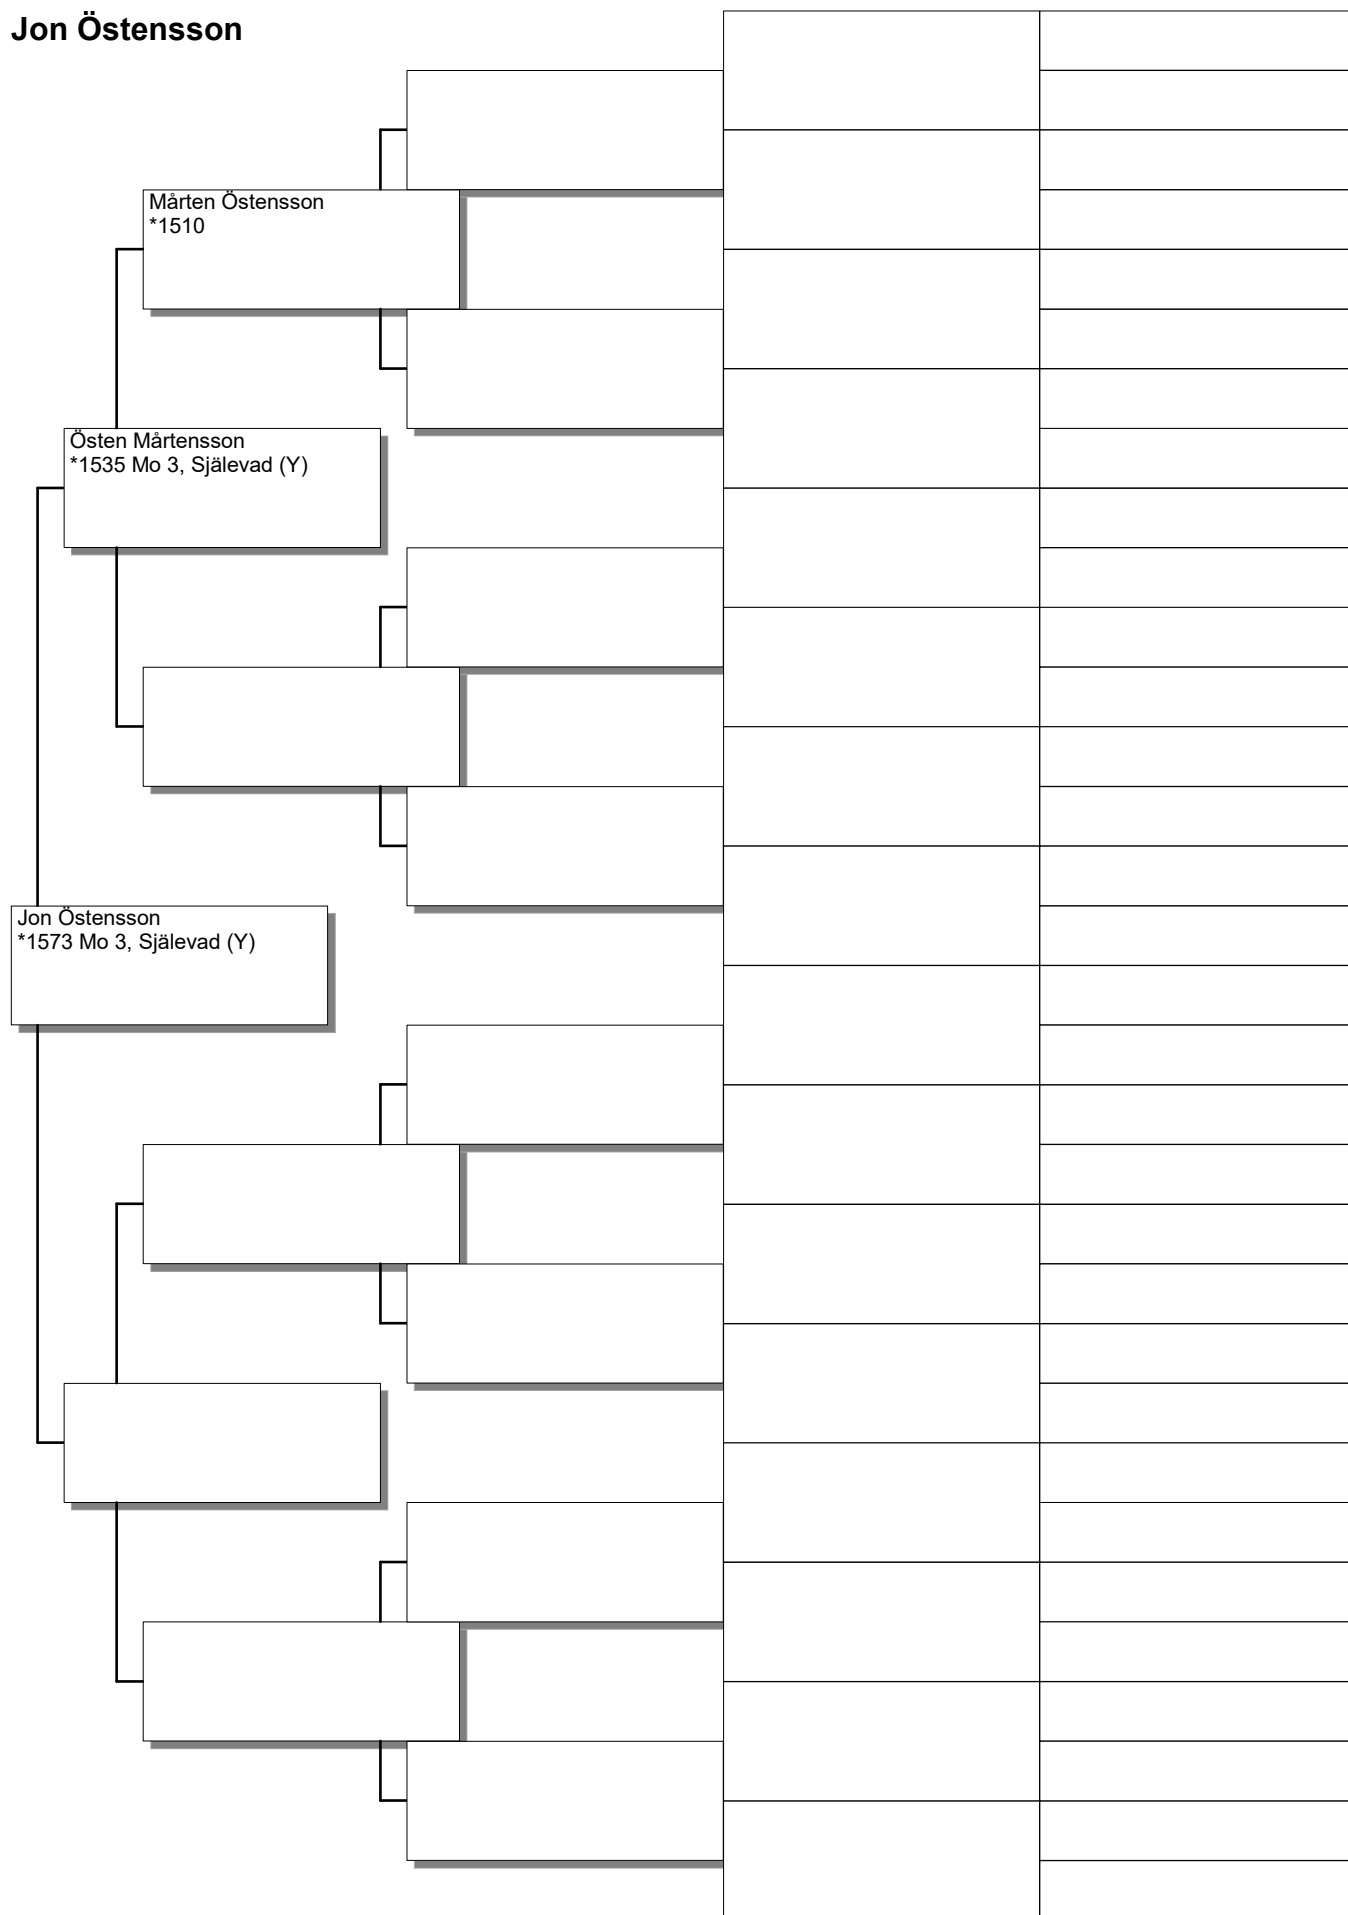 Jon Östensson
Mårten Östensson
*1510
Östen Mårtensson
*1535 Mo 3, Själevad (Y)
Jon Östensson
*1573 Mo 3, Själevad (Y)